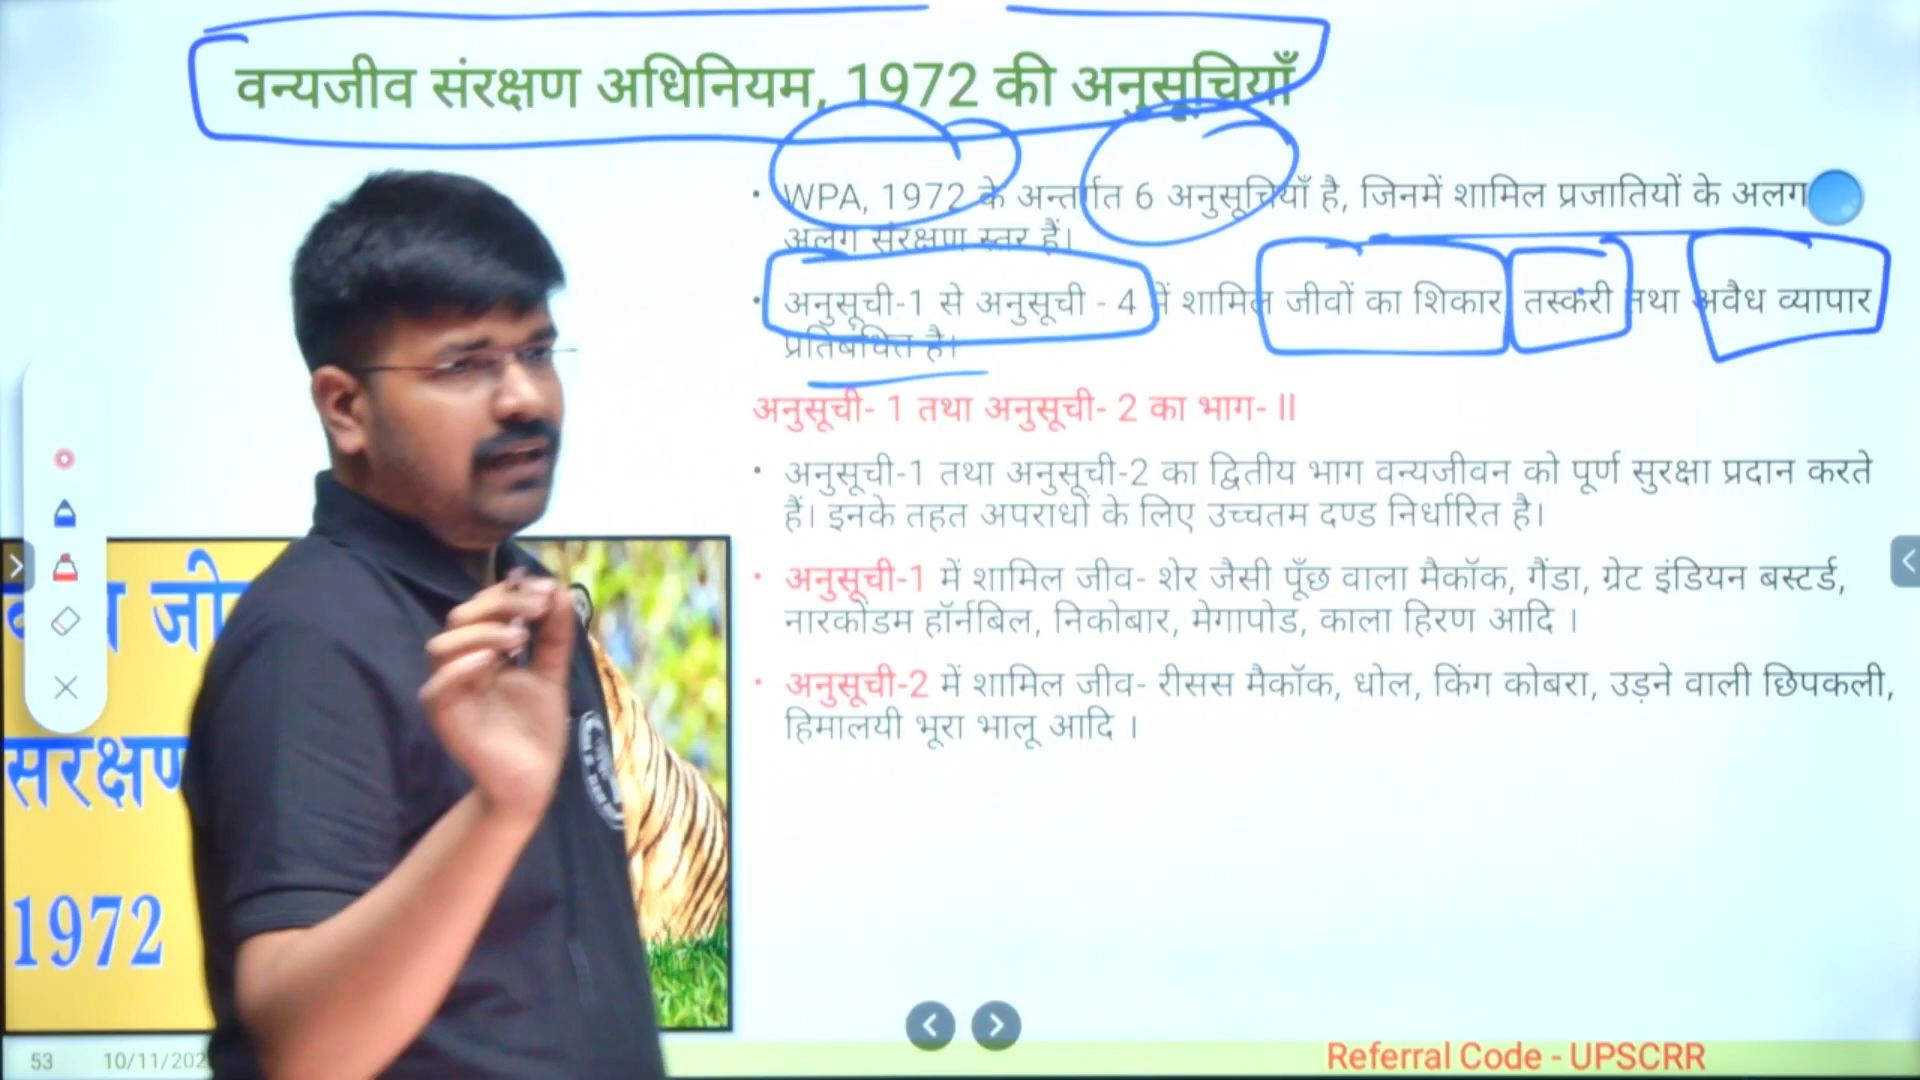 वन्यजीव संरक्षण अधिनियम, 1972 की अनुसूचियाँ
• WPA, 1972 के अन्तर्गत 6 अनुसूचियाँ है, जिनमें शामिल प्रजातियों के अलग
अलग संरक्षण स्तर हैं।
• अनुसूची-1 से अनुसूची - 4 में शामिल जीवों का शिकार तस्करी तथा अवैध व्यापार
प्रतिबंधित है।
अनुसूची- 1 तथा अनुसूची- 2 का भाग- II
• अनुसूची-1 तथा अनुसूची-2 का द्वितीय भाग वन्यजीवन को पूर्ण सुरक्षा प्रदान करते
हैं। इनके तहत अपराधों के लिए उच्चतम दण्ड निर्धारित है।
• अनुसूची-1 में शामिल जीव- शेर जैसी पूँछ वाला मैकॉक, गैंडा, ग्रेट इंडियन बस्टर्ड,
नारकोंडम हॉर्नबिल, निकोबार, मेगापोड, काला हिरण आदि ।
• अनुसूची-2 में शामिल जीव- रीसस मैकॉक, धोल, किंग कोबरा, उड़ने वाली छिपकली,
हिमालयी भूरा भालू आदि ।
1972
53
10/11/202
Referral Code - UPSCRR